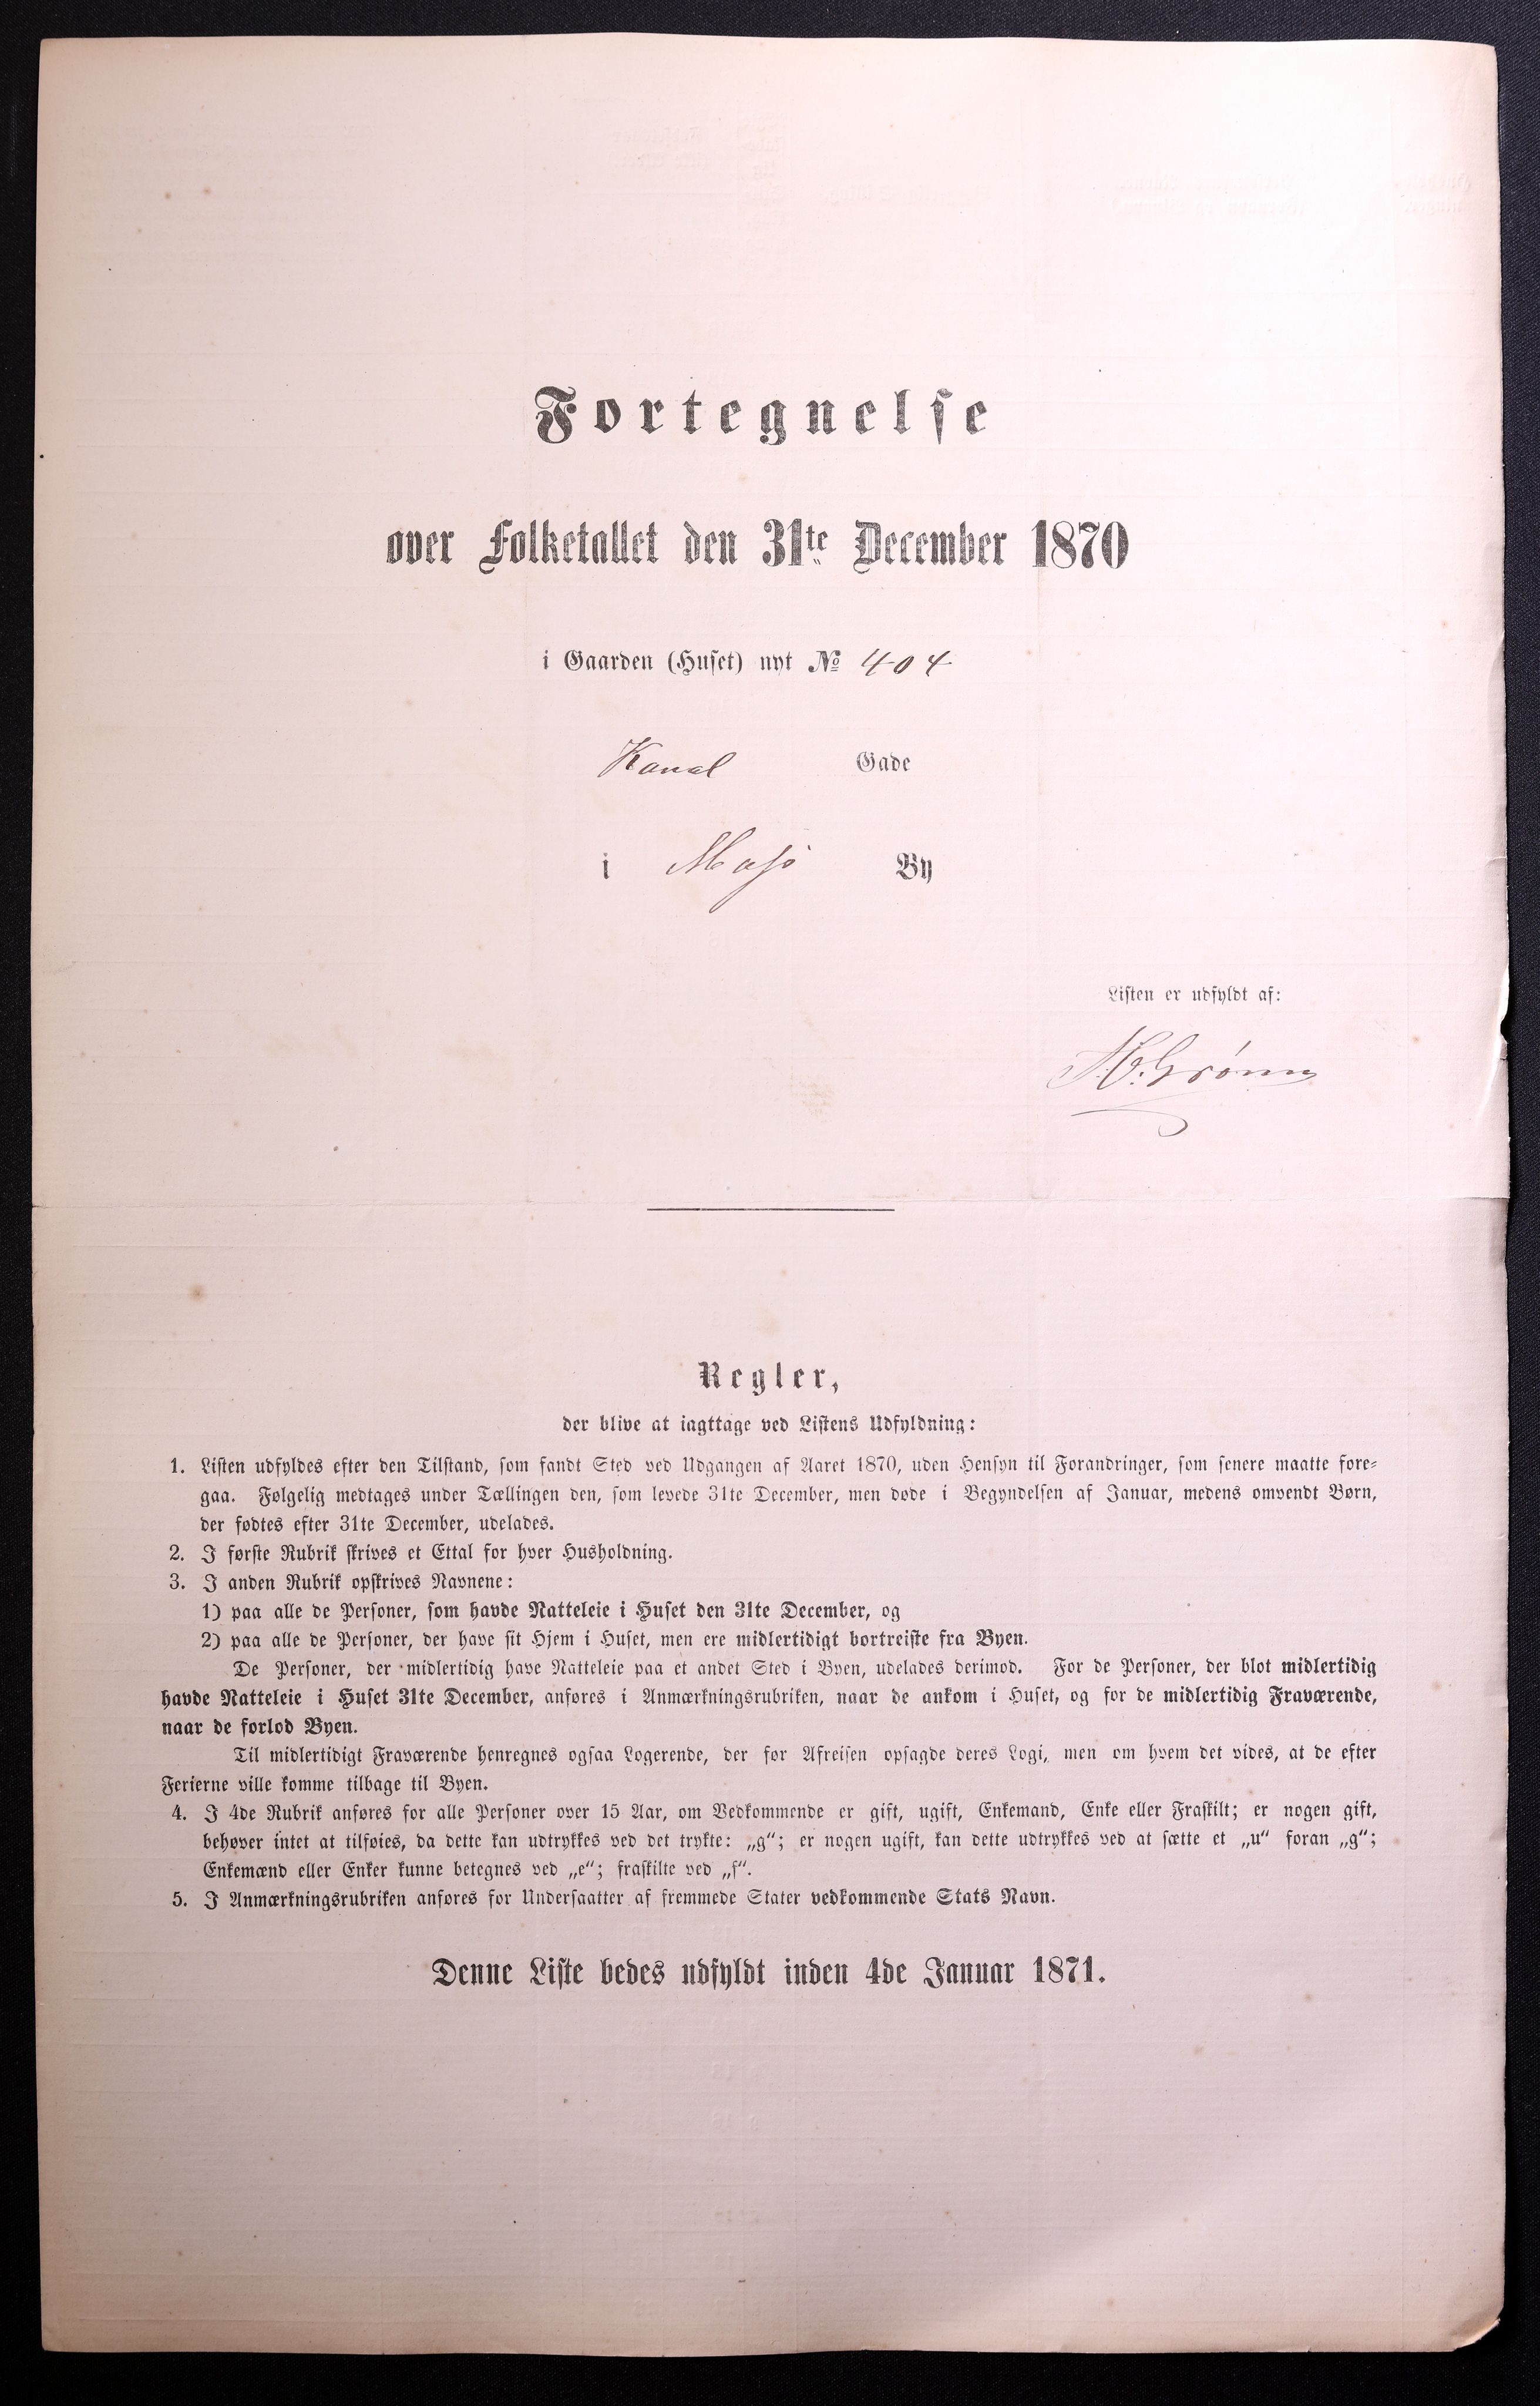 Fortegnelse
over Folketallet den 31te December 1870
i Gaarden (Huset) nyt No 404
Kanal Gade
i By
Listen er udfyldt af:
Regler,
der blive at iagttage ved Listens Udfyldning:
1. Listen udfyldes efter den Tilstand, som fandt Sted ved Udgangen af Aaret 1870, uden Hensyn til Forandringer, som senere maatte fore-
gaa. Følgelig medtages under Tællingen den, som levede 31te December, men døde i Begyndelsen af Januar, medens omvendt Børn,
der fødtes efter 31te December, udelades.
2. I første Rubrik skrives et Ettal for hver Husholdning.
3. I anden Rubrik opskrives Navnene:
1) paa alle de Personer, som havde Natteleie i Huset den 31te December, og
2) paa alle de Personer, der have sit Hjem i Huset, men ere midlertidigt bortreiste fra Byen.
De Personer, der midlertidig have Natteleie paa et andet Sted i Byen, udelades derimod. For de Personer, der blot midlertidig
havde Natteleie i Huset 31te December, anføres i Anmærkningsrubriken, naar de ankom i Huset, og for de midlertidig Fraværende,
naar de forlod Byen.
Til midlertidigt Fraværende henregnes ogsaa Logerende, der før Afreisen opsagde deres Logi, men om hvem det vides, at de efter
Ferierne ville komme tilbage til Byen.
4. I 4de Rubrik anføres for alle Personer over 15 Aar, om Vedkommende er gift, ugift, Enkemand, Enke eller Fraskilt; er nogen gift,
behøver intet at tilføies, da dette kan udtrykkes ved det trykte: „g“; er nogen ugift, kan dette udtrykkes ved at sætte et „u“ foran „g“;
Enkemænd eller Enker kunne betegnes ved „e“; fraskilte ved „f“.
5. I Anmærkningsrubriken anføres for Undersaatter af fremmede Stater vedkommende Stats Navn.
Denne Liste bedes udfyldt inden 4de Januar 1871.